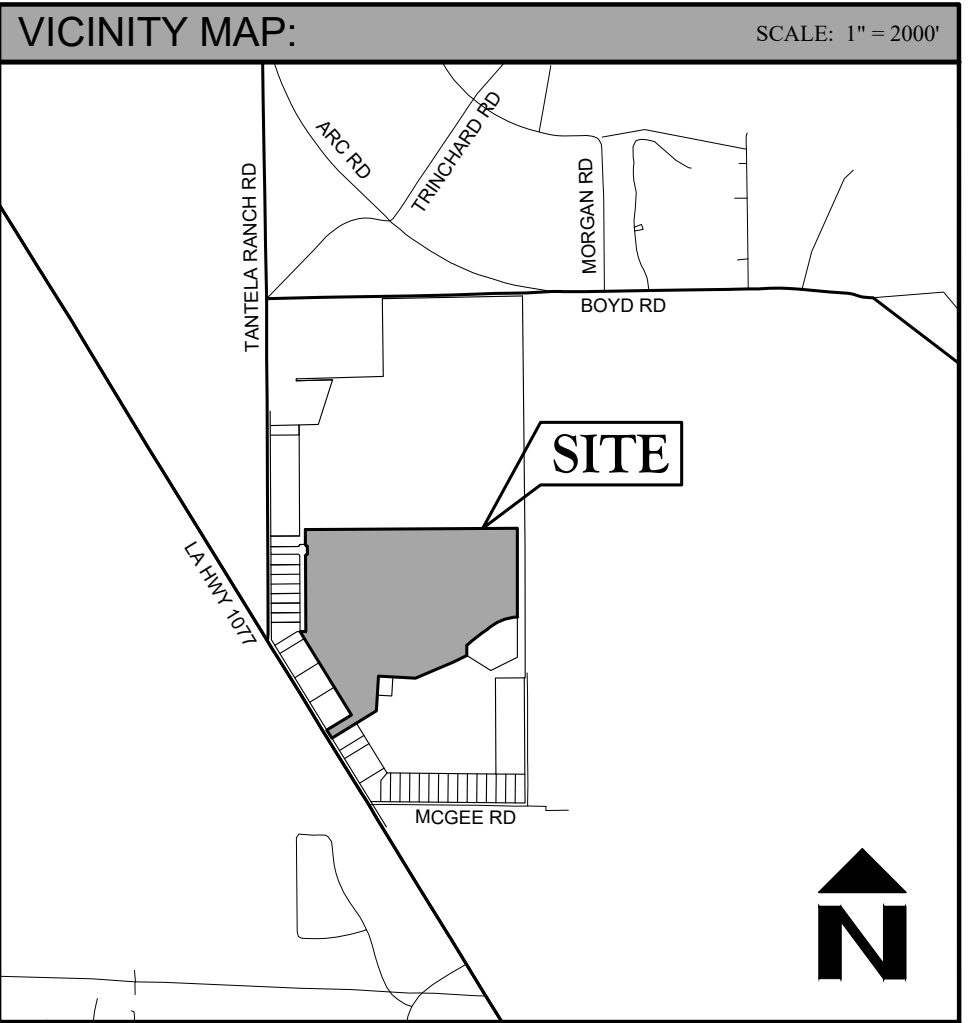 VICINITY MAP:
SCALE: 1" = 2000'
ARC RD
TRINCHARD RD
MORGAN RD
TANTELA RANCH RD
BOYD RD
SITE
LA HWY 1077
MCGEE RD
N